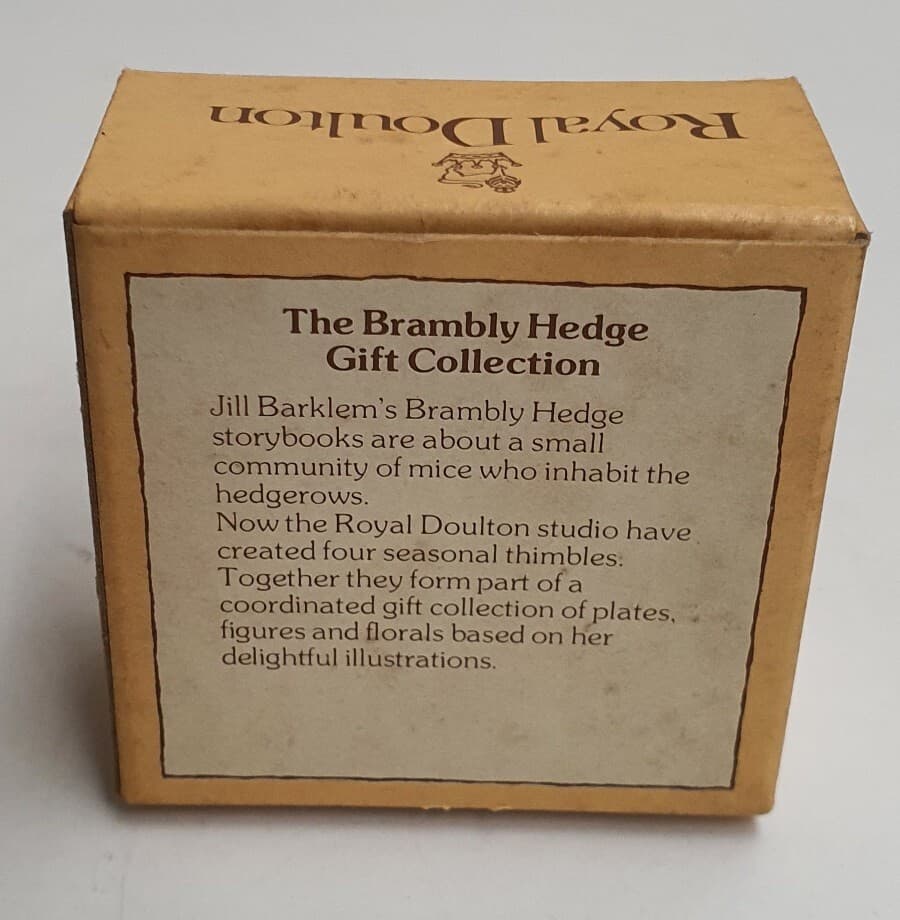 Royal Doulton
The Brambly Hedge
Gift Collection
Jill Barklem's Brambly Hedge
storybooks are about a small
community of mice who inhabit the
hedgerows.
Now the Royal Doulton studio have
created four seasonal thimbles.
Together they form part of a
coordinated gift collection of plates,
figures and florals based on her
delightful illustrations.